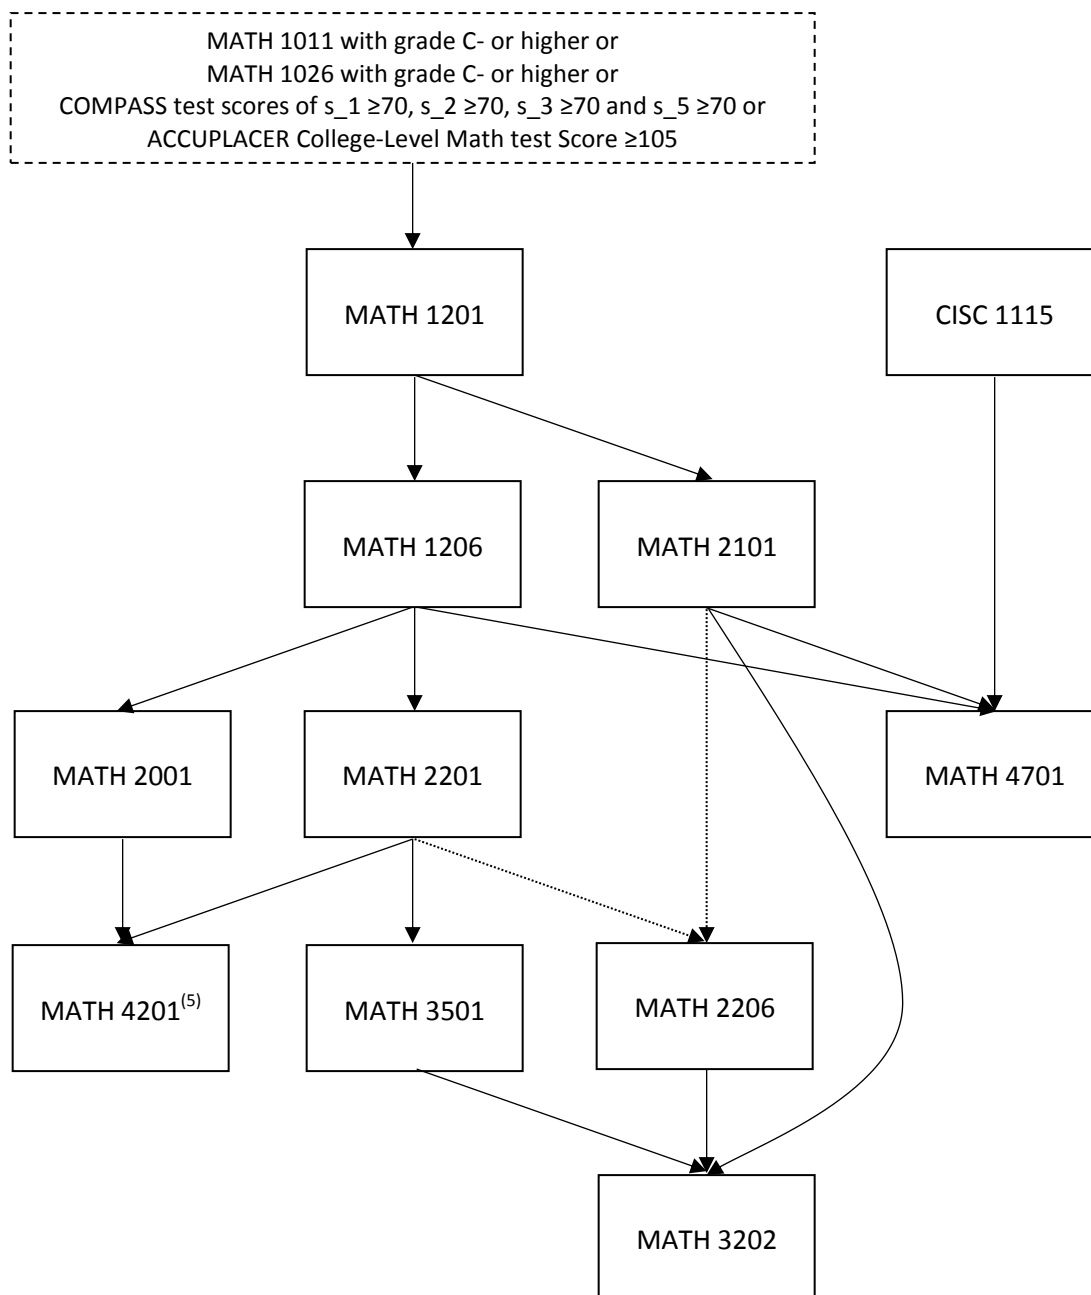 MATH 1011 with grade C- or higher or
MATH 1026 with grade C- or higher or
COMPASS test scores of s_1 ≥70, s_2 ≥70, s_3 ≥70 and s_5 ≥70 or
ACCUPLACER College-Level Math test Score ≥105
MATH 1201
CISC 1115
MATH 1206
MATH 2101
MATH 2001
MATH 2201
MATH 4701
MATH 4201(5)
MATH 3501
MATH 2206
MATH 3202